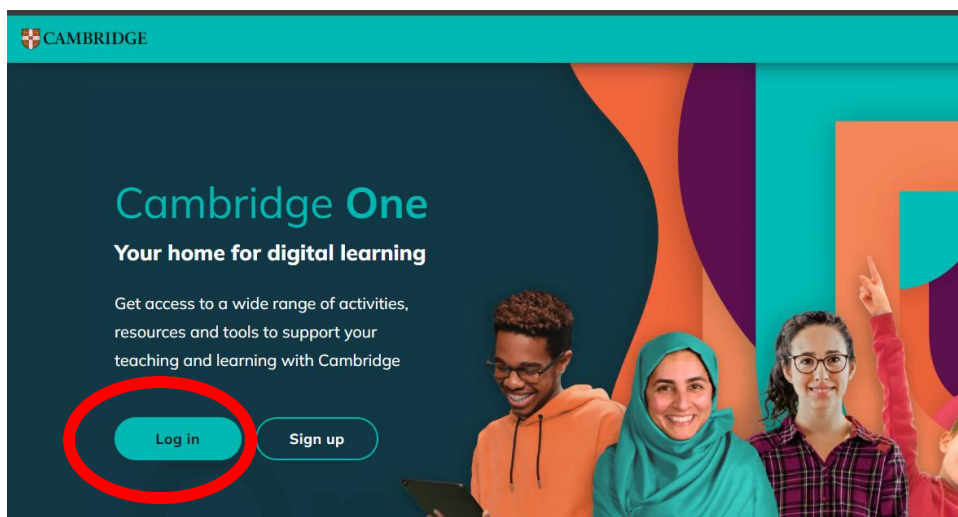 CAMBRIDGE
Cambridge One
Your home for digital learning
Get access to a wide range of activities,
resources and tools to support your
teaching and learning with Cambridge
Log in
Sign up